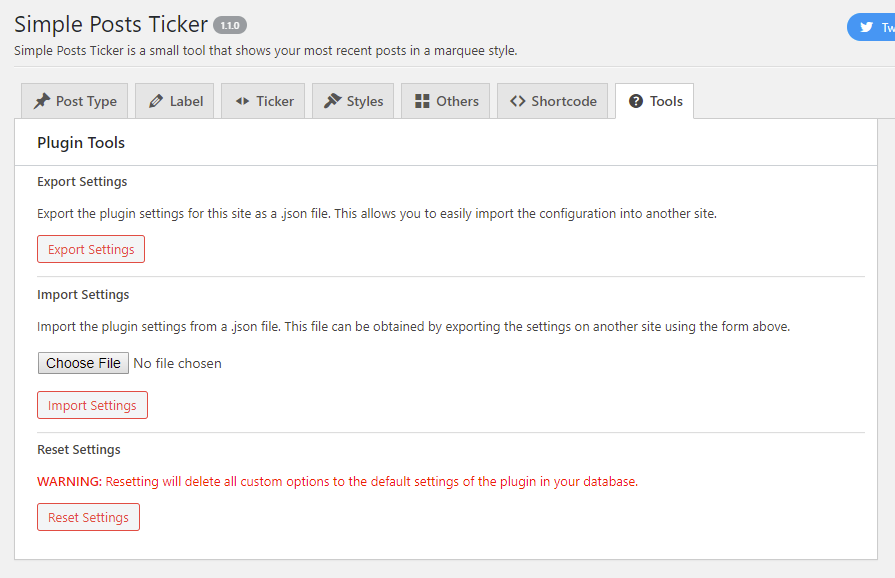 Simple Posts Ticker 1.1.0
Tw
Simple Posts Ticker is a small tool that shows your most recent posts in a marquee style.
Post Type Label Ticker Styles Others Shortcode Tools
Plugin Tools
Export Settings
Export the plugin settings for this site as a .json file. This allows you to easily import the configuration into another site.
Export Settings
Import Settings
Import the plugin settings from a .json file. This file can be obtained by exporting the settings on another site using the form above.
Choose File No file chosen
Import Settings
Reset Settings
WARNING: Resetting will delete all custom options to the default settings of the plugin in your database.
Reset Settings